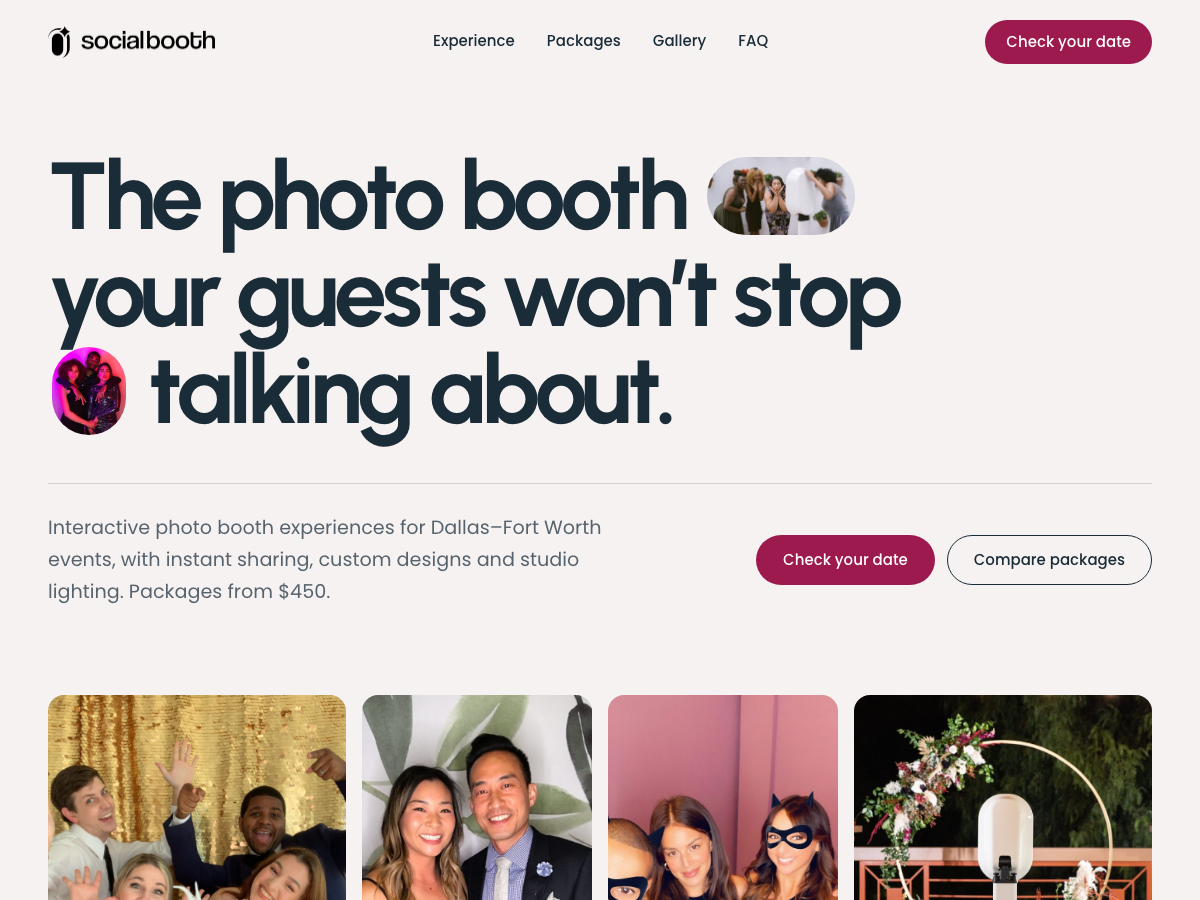 socialbooth
Experience
Packages
Gallery
FAQ
Check your date
The photo booth
your guests won’t stop
talking about.
Interactive photo booth experiences for Dallas–Fort Worth
events, with instant sharing, custom designs and studio
lighting. Packages from $450.
Check your date
Compare packages